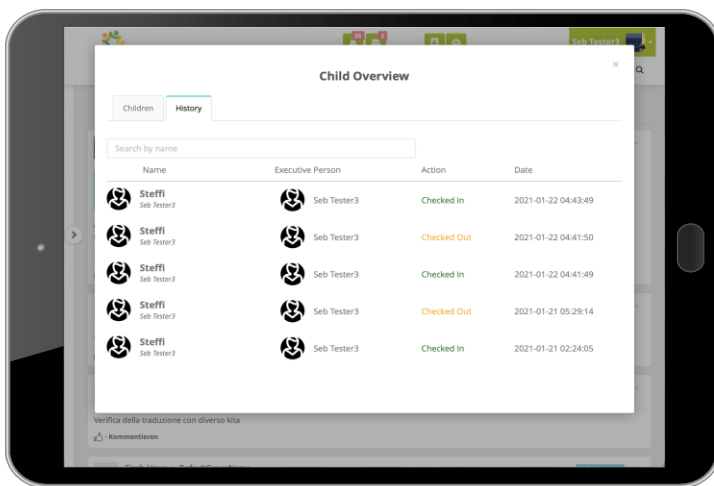 25 2 Seb Tester3
Child Overview ×
Children History
Search by name
Name Executive Person Action Date
Steffi
Seb Tester3
Seb Tester3 Checked In 2021-01-22 04:43:49
Steffi
Seb Tester3
Seb Tester3 Checked Out 2021-01-22 04:41:50
Steffi
Seb Tester3
Seb Tester3 Checked In 2021-01-22 04:41:49
Steffi
Seb Tester3
Seb Tester3 Checked Out 2021-01-21 05:29:14
Steffi
Seb Tester3
Seb Tester3 Checked In 2021-01-21 02:24:05
Verifica della traduzione con diverso kita
Kommentieren